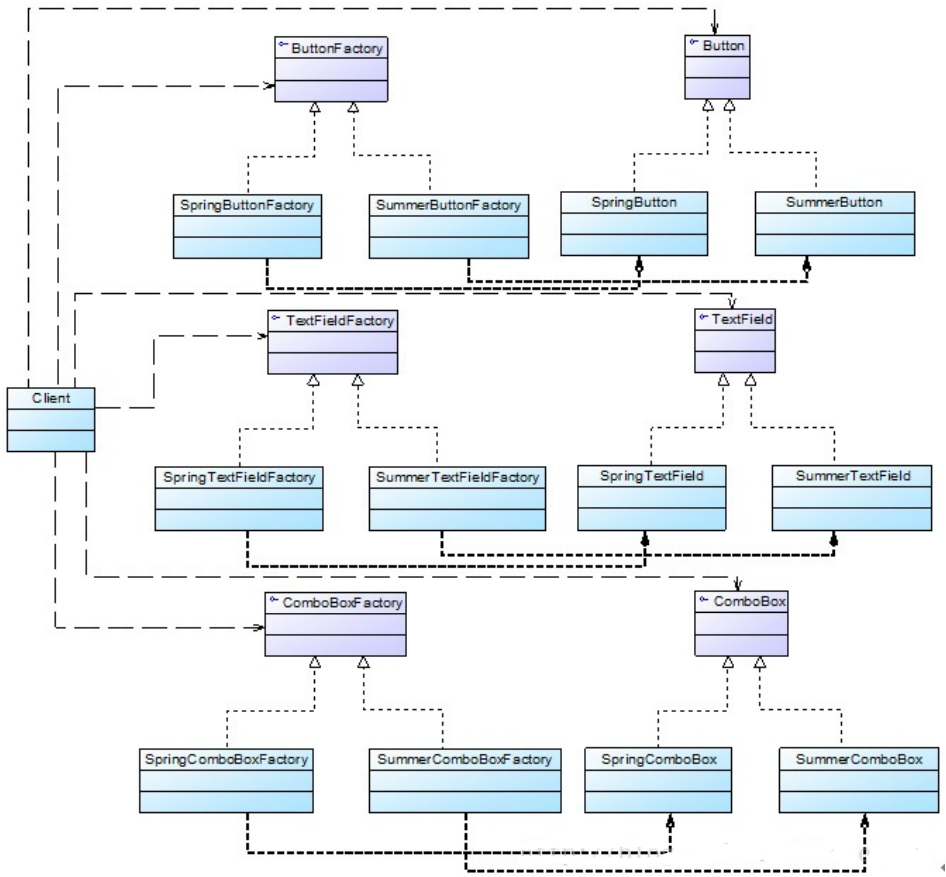 ButtonFactory
Button
SpringButtonFactory
SummerButtonFactory
SpringButton
SummerButton
TextFieldFactory
TextField
Client
SpringTextFieldFactory
SummerTextFieldFactory
SpringTextField
SummerTextField
ComboBoxFactory
ComboBox
SpringComboBoxFactory
SummerComboBoxFactory
SpringComboBox
SummerComboBox